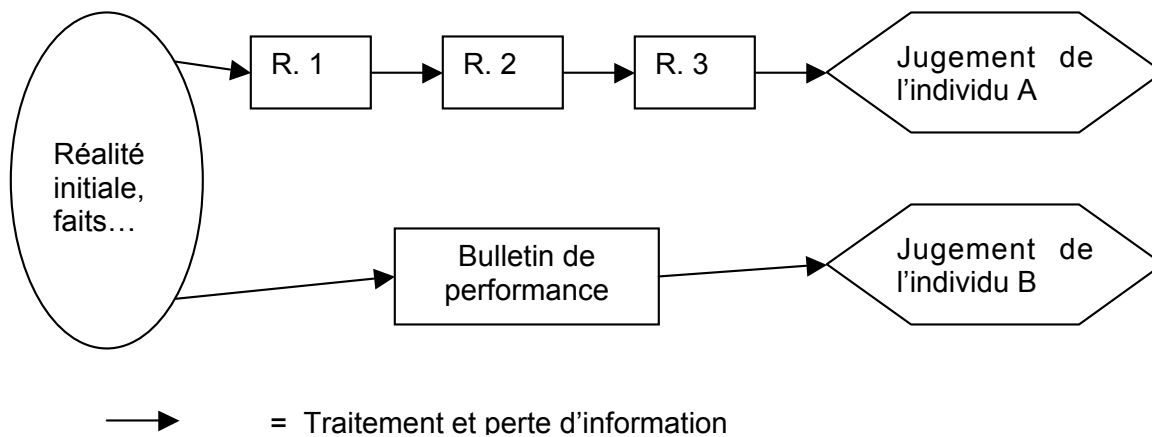 R. 1
R. 2
R. 3
Jugement de
l'individu A
Réalité
initiale,
faits…
Bulletin de
performance
Jugement de
l'individu B
= Traitement et perte d'information